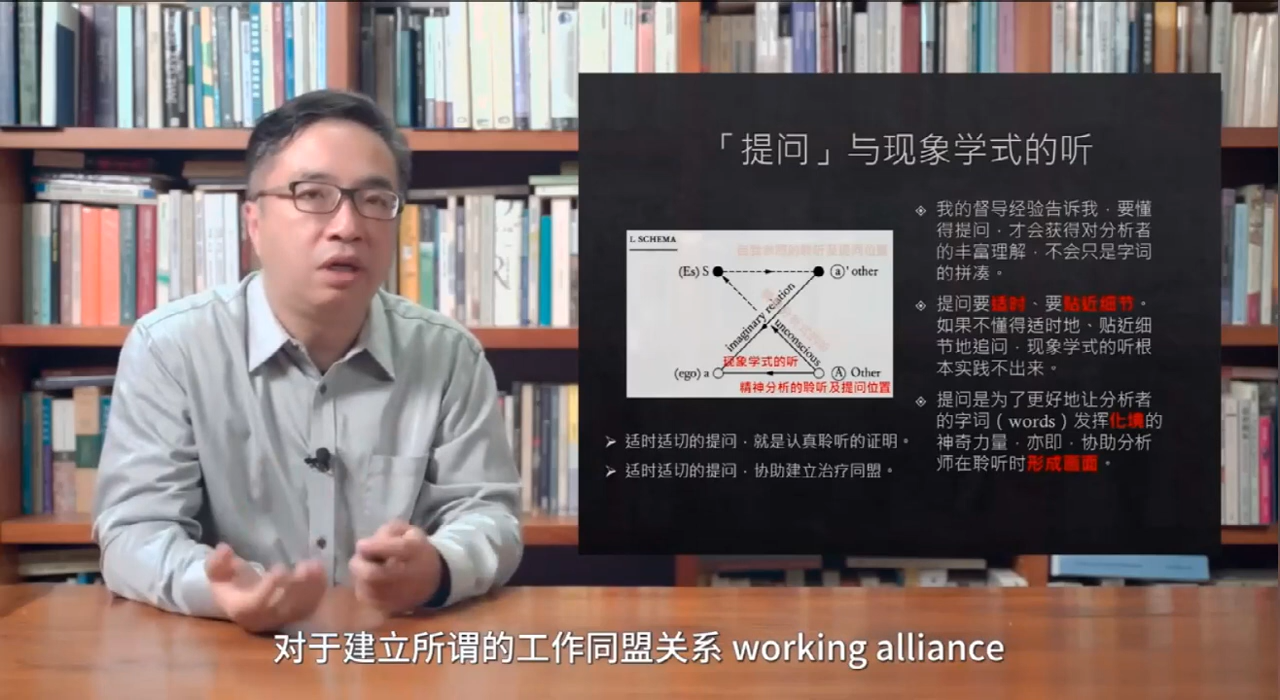 「提问」与现象学式的听
L SCHEMA
(Es) S
ⓐ' other
imaginary relation
unconscious
现象学式的听
(ego) a
Ⓐ Other
精神分析的聆听及提问位置
➢ 适时适切的提问，就是认真聆听的证明。
➢ 适时适切的提问，协助建立治疗同盟。
◈ 我的督导经验告诉我，要懂
得提问，才会获得对分析者
的丰富理解，不会只是字词
的拼凑。
◈ 提问要适时、要贴近细节。
如果不懂得适时地、贴近细
节地追问，现象学式的听根
本实践不出来。
◈ 提问是为了更好地让分析者
的字词（words）发挥化境的
神奇力量，亦即，协助分析
师在聆听时形成画面。
对于建立所谓的工作同盟关系 working alliance